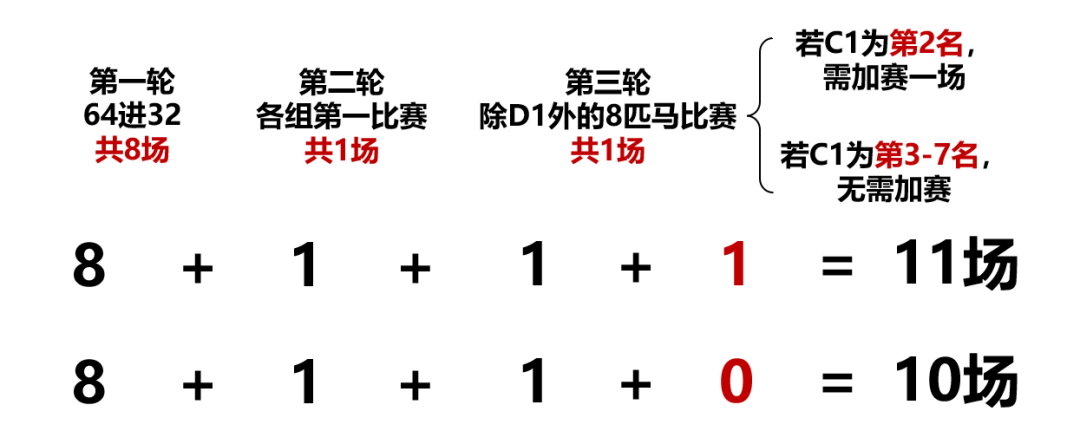 第一轮
64进32
共8场
第二轮
各组第一比赛
共1场
第三轮
除D1外的8匹马比赛
共1场
若C1为第2名，
需加赛一场
若C1为第3-7名，
无需加赛
8 + 1 + 1 + 1 = 11场
8 + 1 + 1 + 0 = 10场